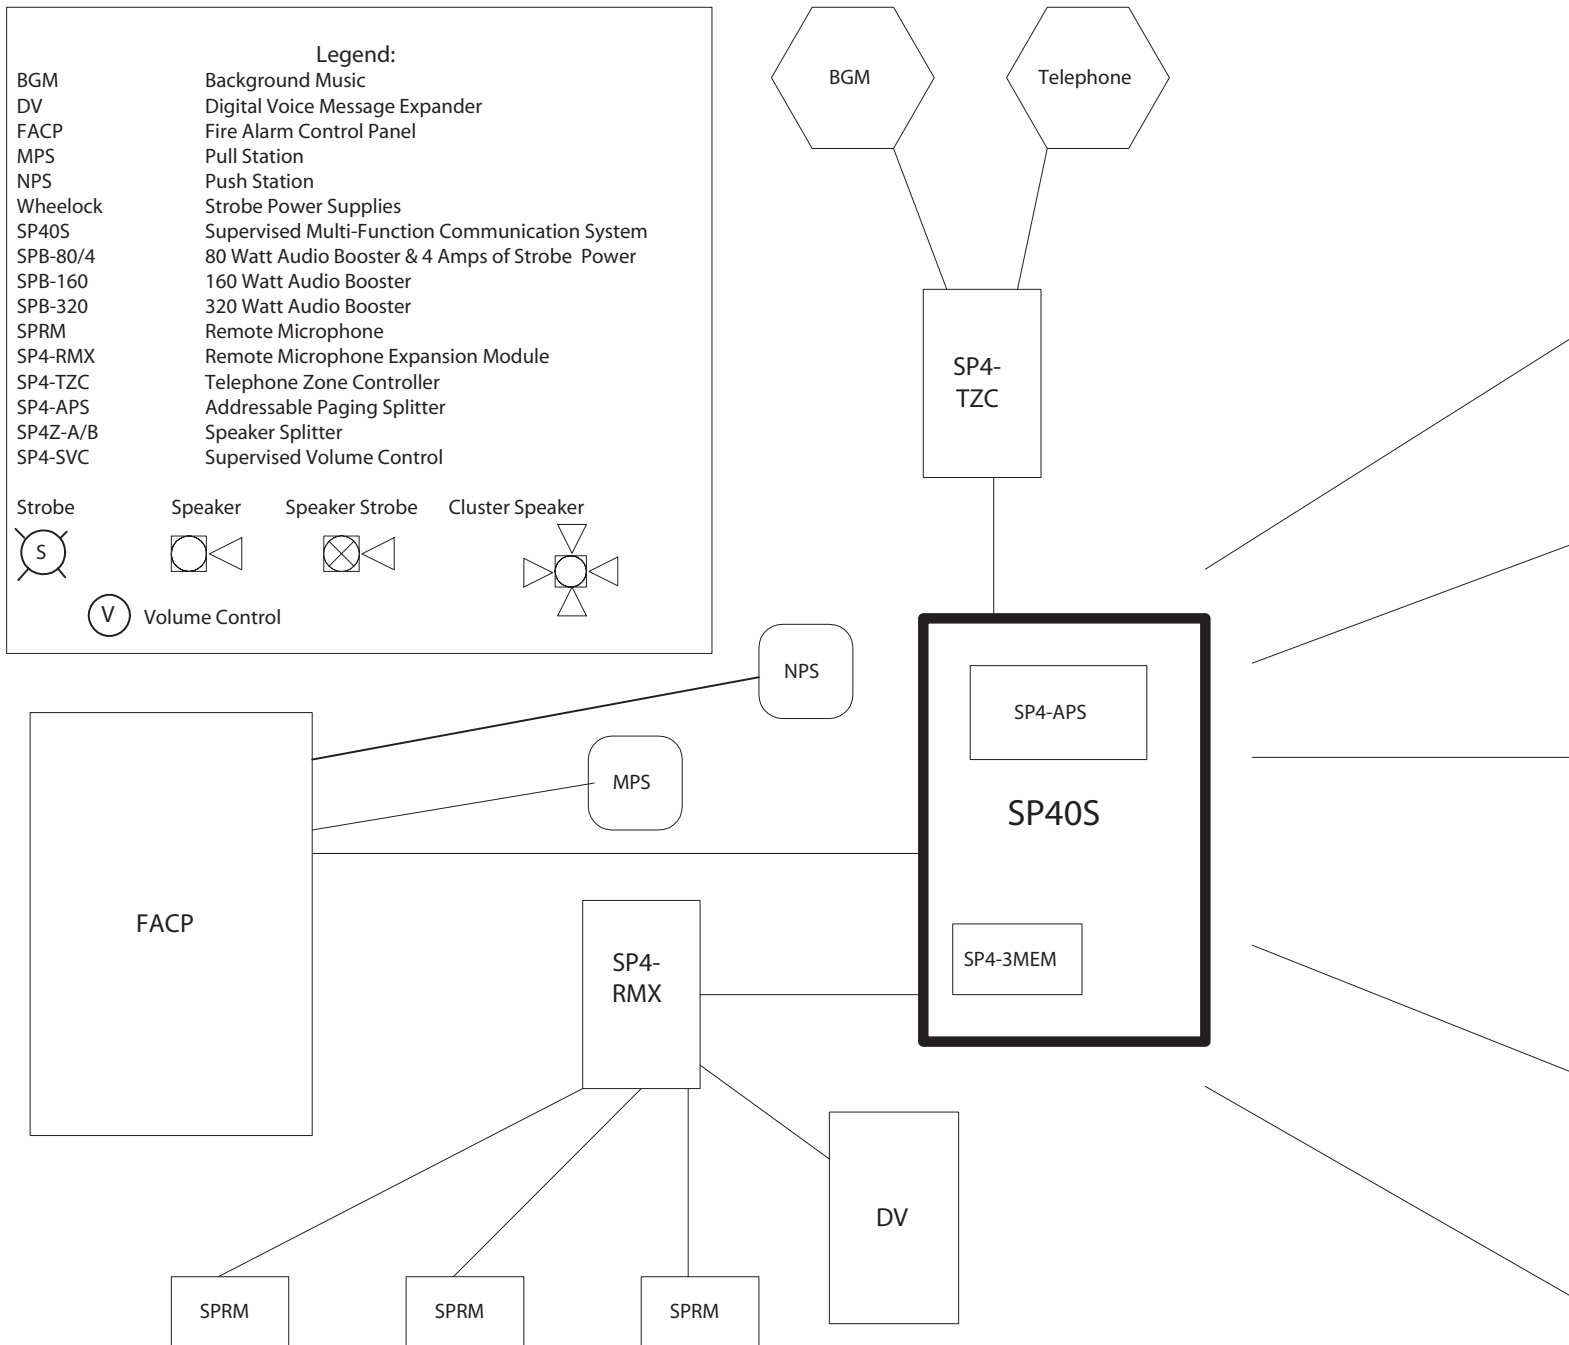 Legend:
BGM Background Music
DV Digital Voice Message Expander
FACP Fire Alarm Control Panel
MPS Pull Station
NPS Push Station
Wheelock Strobe Power Supplies
SP40S Supervised Multi-Function Communication System
SPB-80/4 80 Watt Audio Booster & 4 Amps of Strobe Power
SPB-160 160 Watt Audio Booster
SPB-320 320 Watt Audio Booster
SPRM Remote Microphone
SP4-RMX Remote Microphone Expansion Module
SP4-TZC Telephone Zone Controller
SP4-APS Addressable Paging Splitter
SP4Z-A/B Speaker Splitter
SP4-SVC Supervised Volume Control
Strobe Speaker Speaker Strobe Cluster Speaker
S
V Volume Control
BGM
Telephone
SP4-
TZC
NPS
MPS
SP4-APS
SP40S
SP4-3MEM
FACP
SP4-
RMX
DV
SPRM
SPRM
SPRM